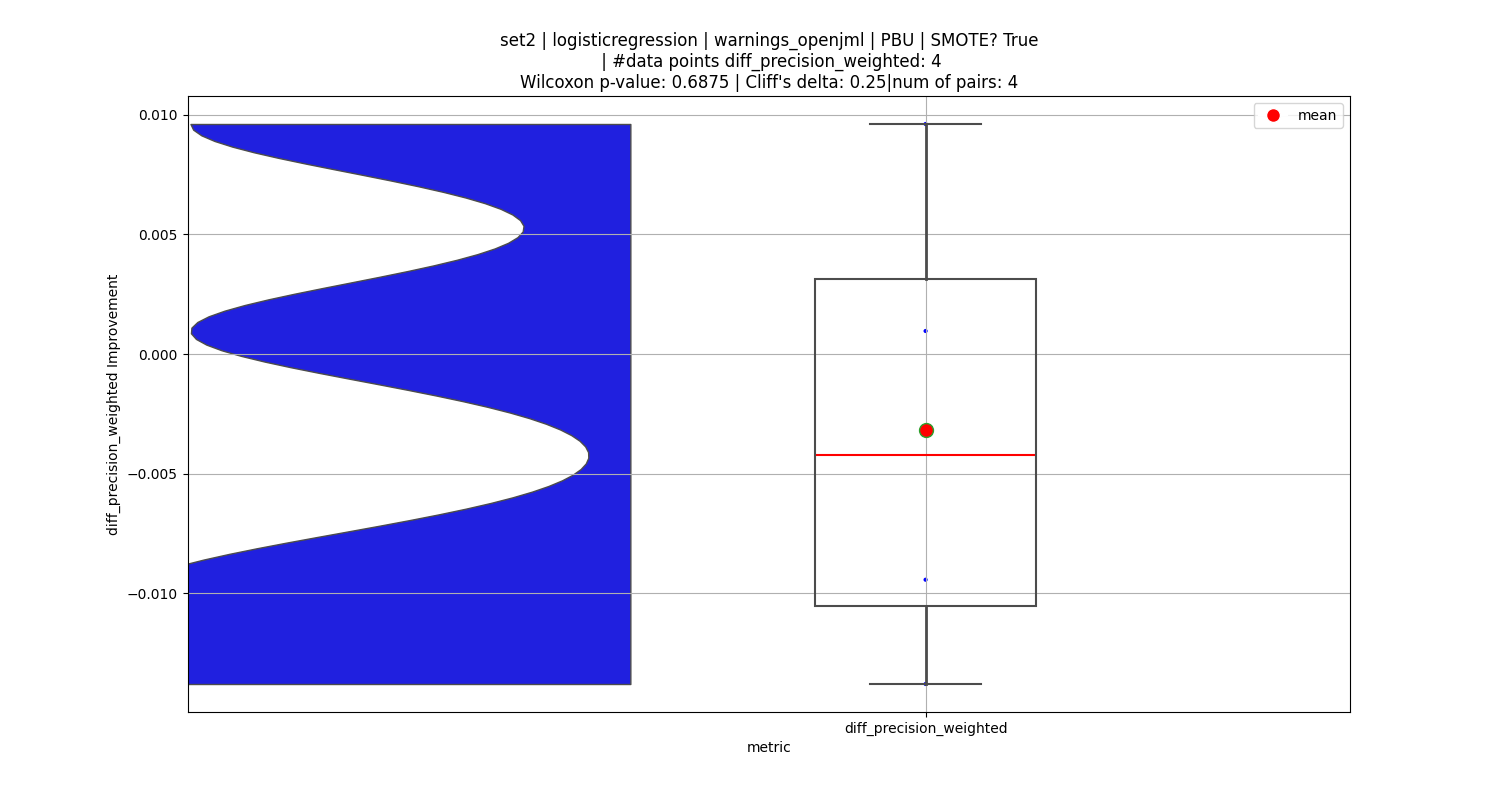 set2 | logisticregression | warnings_openjml | PBU | SMOTE? True
| #data points diff_precision_weighted: 4
Wilcoxon p-value: 0.6875 | Cliff's delta: 0.25|num of pairs: 4
mean
0.010
0.005
0.000
−0.005
−0.010
diff_precision_weighted Improvement
diff_precision_weighted
metric